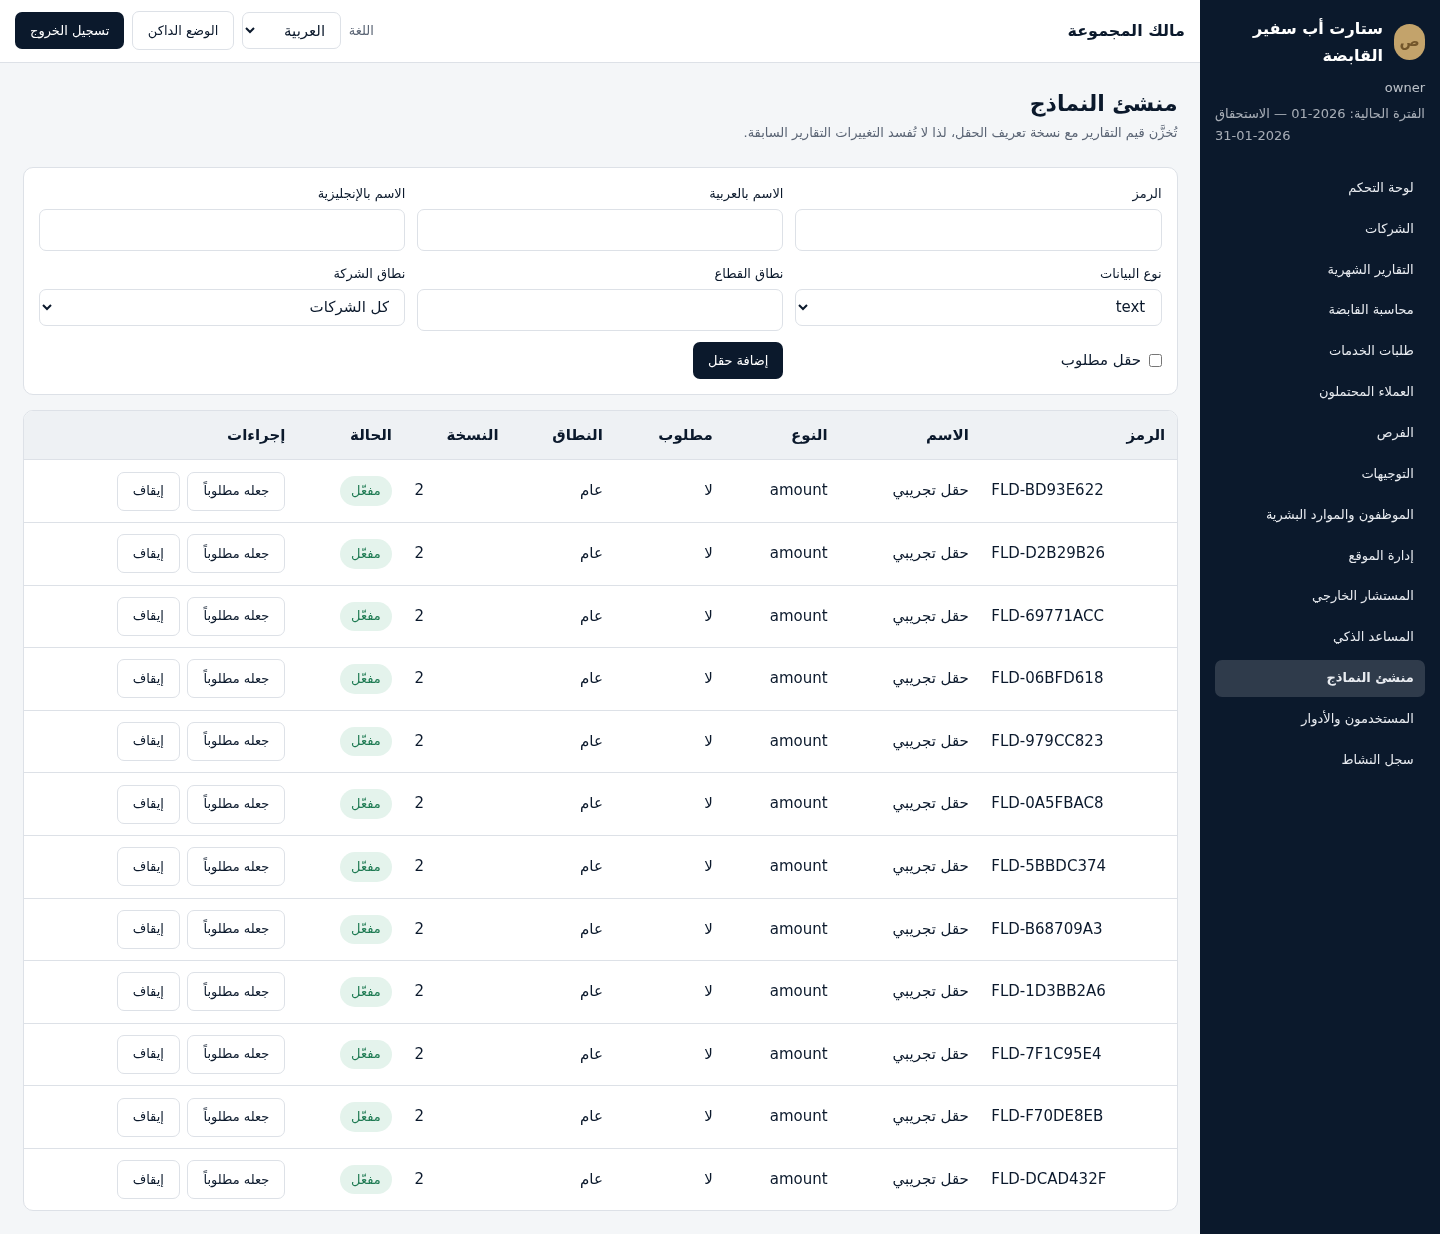 ص
ستارت أب سفير
القابضة
owner
الفترة الحالية: 2026-01 — الاستحقاق
2026-01-31
لوحة التحكم
الشركات
التقارير الشهرية
محاسبة القابضة
طلبات الخدمات
العملاء المحتملون
الفرص
التوجيهات
الموظفون والموارد البشرية
إدارة الموقع
المستشار الخارجي
المساعد الذكي
منشئ النماذج
المستخدمون والأدوار
سجل النشاط
مالك المجموعة
اللغة العربية الوضع الداكن تسجيل الخروج
منشئ النماذج
تُخزَّن قيم التقارير مع نسخة تعريف الحقل، لذا لا تُفسد التغييرات التقارير السابقة.
الرمز الاسم بالعربية الاسم بالإنجليزية
نوع البيانات نطاق القطاع نطاق الشركة
text كل الشركات
حقل مطلوب إضافة حقل
الرمز الاسم النوع مطلوب النطاق النسخة الحالة إجراءات
FLD-BD93E622 حقل تجريبي amount لا عام 2 مفعّل جعله مطلوباً إيقاف
FLD-D2B29B26 حقل تجريبي amount لا عام 2 مفعّل جعله مطلوباً إيقاف
FLD-69771ACC حقل تجريبي amount لا عام 2 مفعّل جعله مطلوباً إيقاف
FLD-06BFD618 حقل تجريبي amount لا عام 2 مفعّل جعله مطلوباً إيقاف
FLD-979CC823 حقل تجريبي amount لا عام 2 مفعّل جعله مطلوباً إيقاف
FLD-0A5FBAC8 حقل تجريبي amount لا عام 2 مفعّل جعله مطلوباً إيقاف
FLD-5BBDC374 حقل تجريبي amount لا عام 2 مفعّل جعله مطلوباً إيقاف
FLD-B68709A3 حقل تجريبي amount لا عام 2 مفعّل جعله مطلوباً إيقاف
FLD-1D3BB2A6 حقل تجريبي amount لا عام 2 مفعّل جعله مطلوباً إيقاف
FLD-7F1C95E4 حقل تجريبي amount لا عام 2 مفعّل جعله مطلوباً إيقاف
FLD-F70DE8EB حقل تجريبي amount لا عام 2 مفعّل جعله مطلوباً إيقاف
FLD-DCAD432F حقل تجريبي amount لا عام 2 مفعّل جعله مطلوباً إيقاف